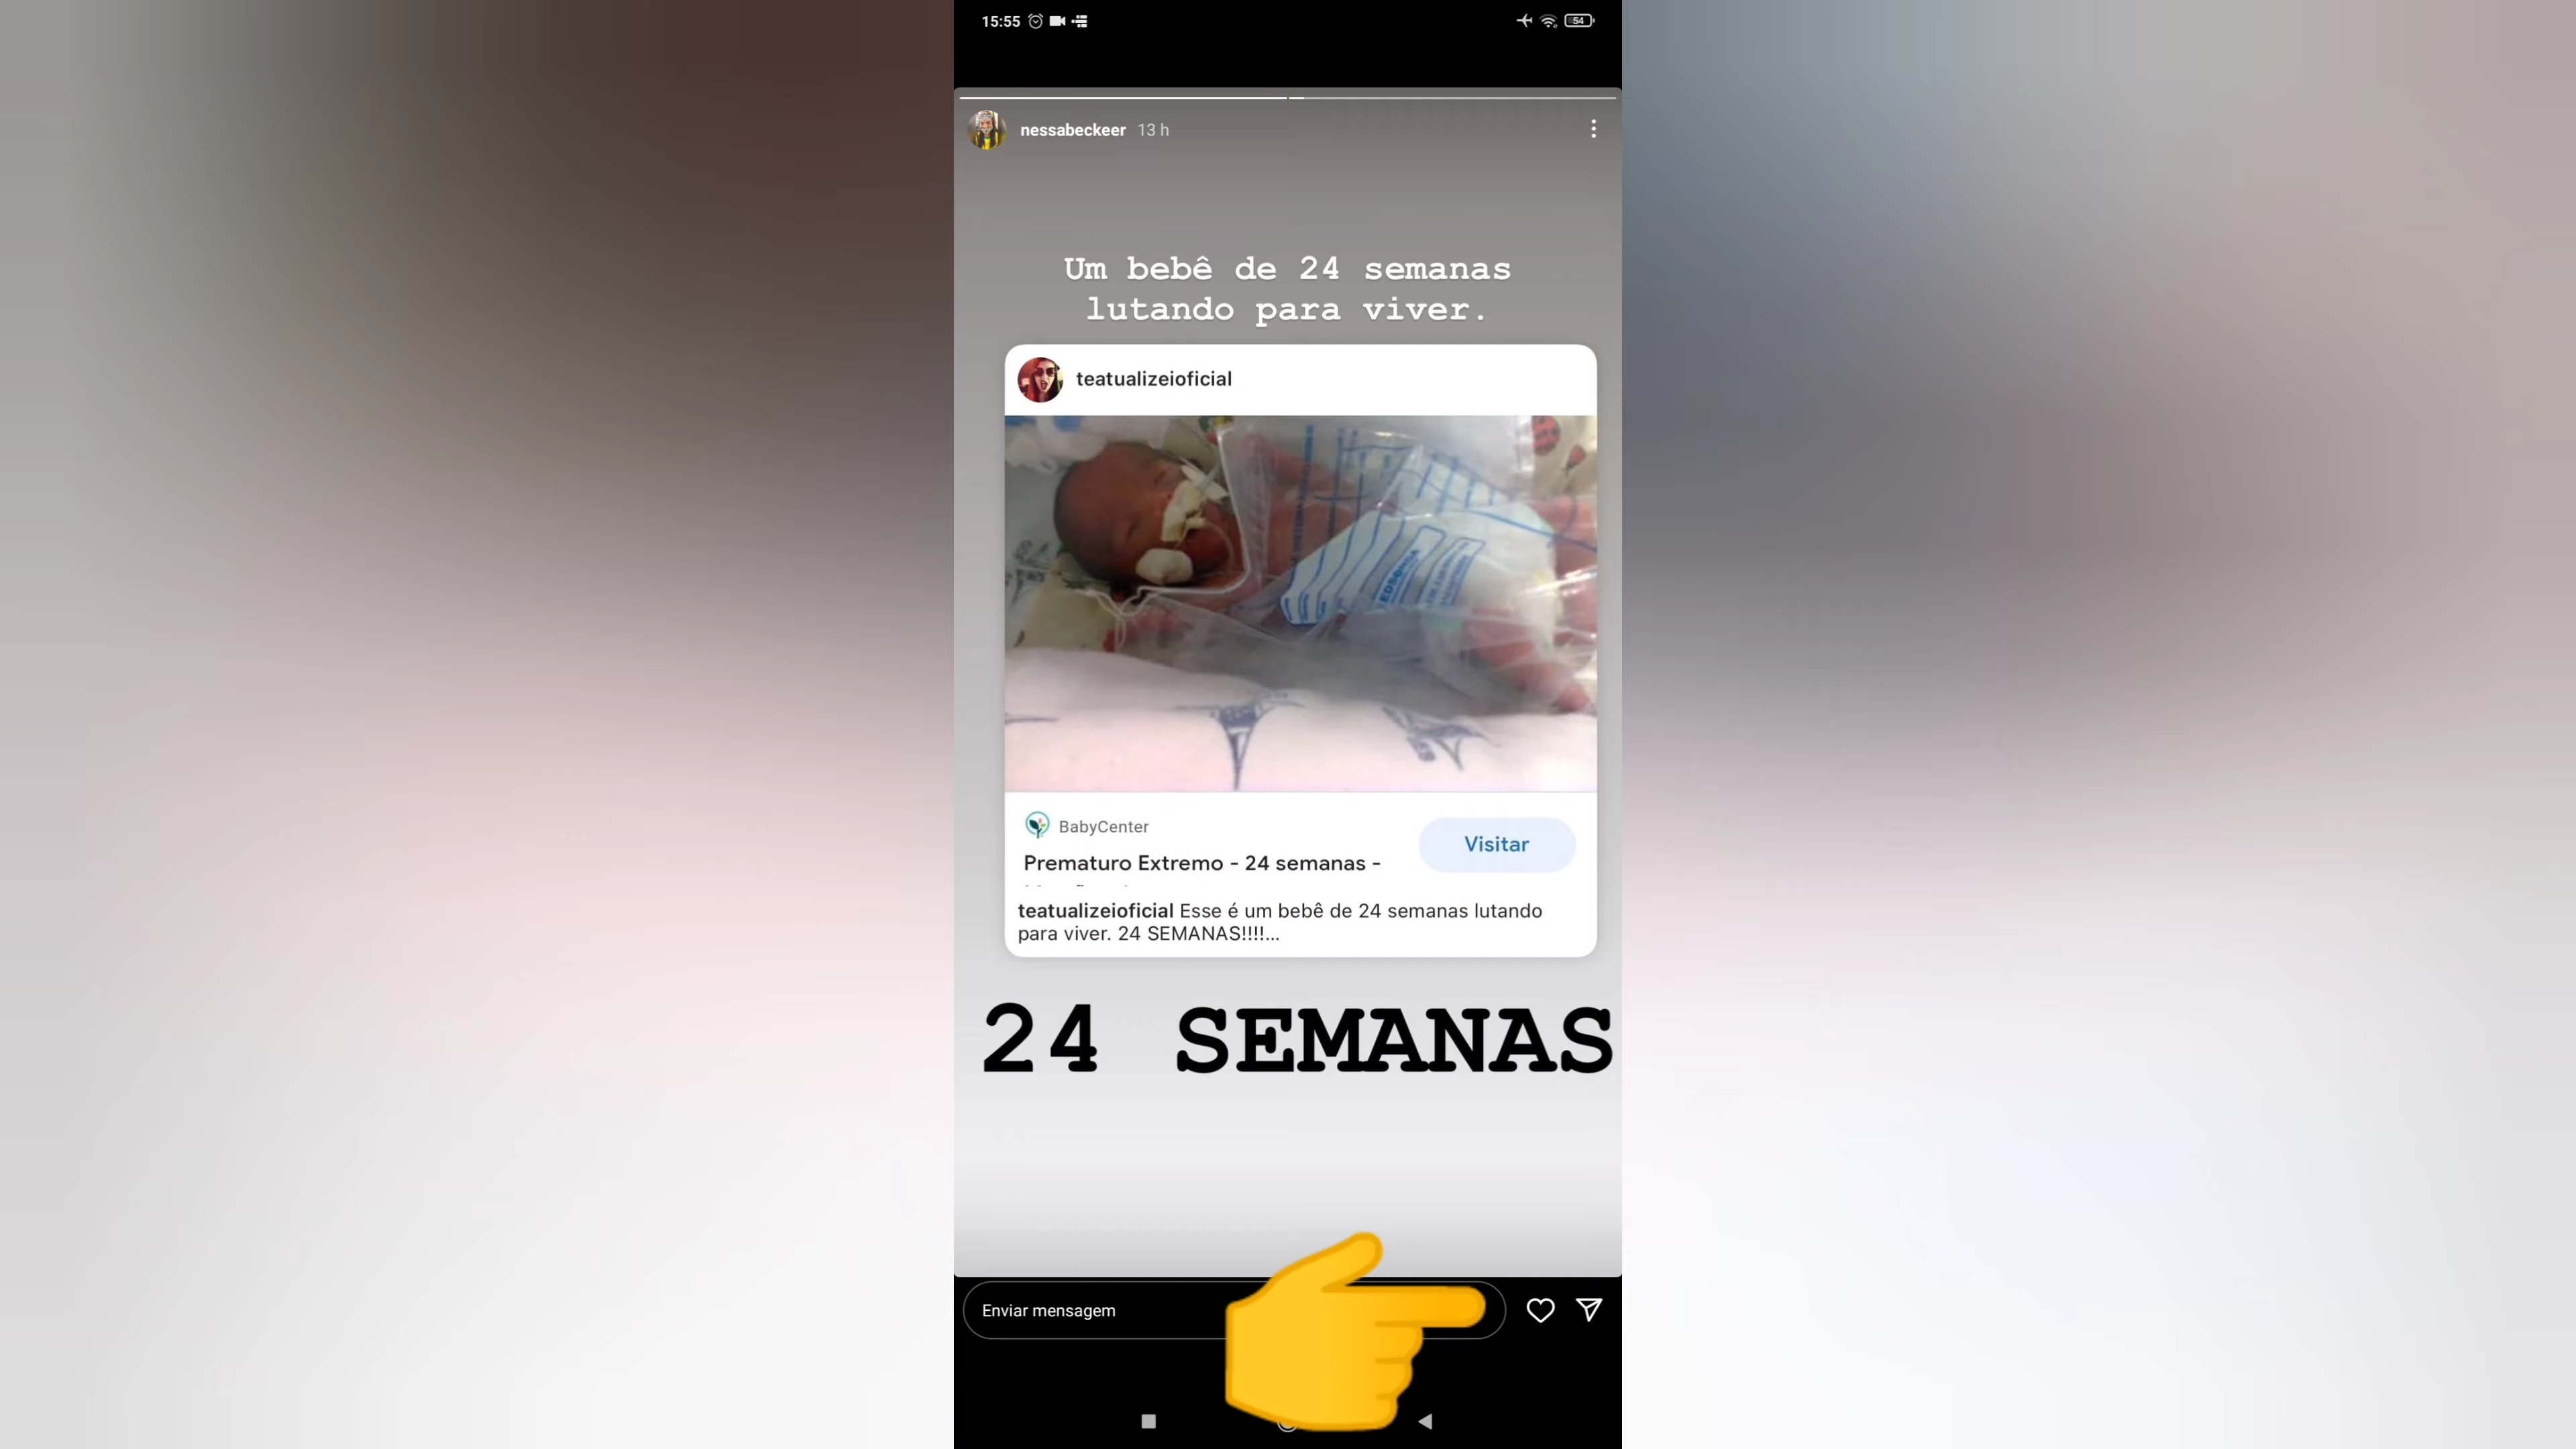 15:55
54
nessabeckeer 13 h
Um bebê de 24 semanas
lutando para viver.
teatualizeioficial
BabyCenter
Visitar
Prematuro Extremo - 24 semanas -
teatualizeioficial Esse é um bebê de 24 semanas lutando
para viver. 24 SEMANAS!!!!...
24 SEMANAS
Enviar mensagem